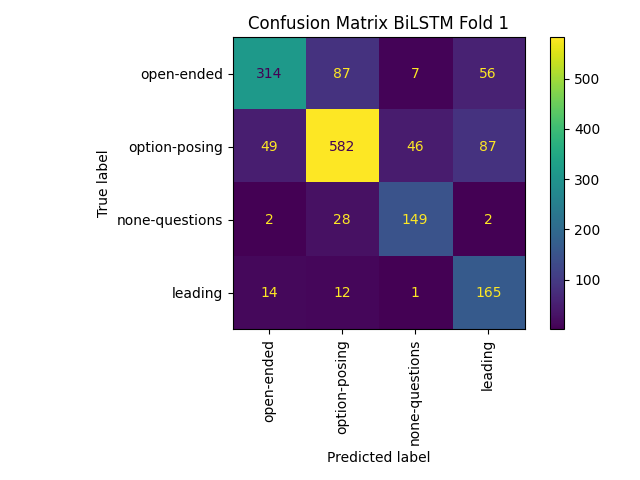 Confusion Matrix BiLSTM Fold 1
True label
open-ended 314 87 7 56
option-posing 49 582 46 87
none-questions 2 28 149 2
leading 14 12 1 165
open-ended option-posing none-questions leading
Predicted label
500
400
300
200
100